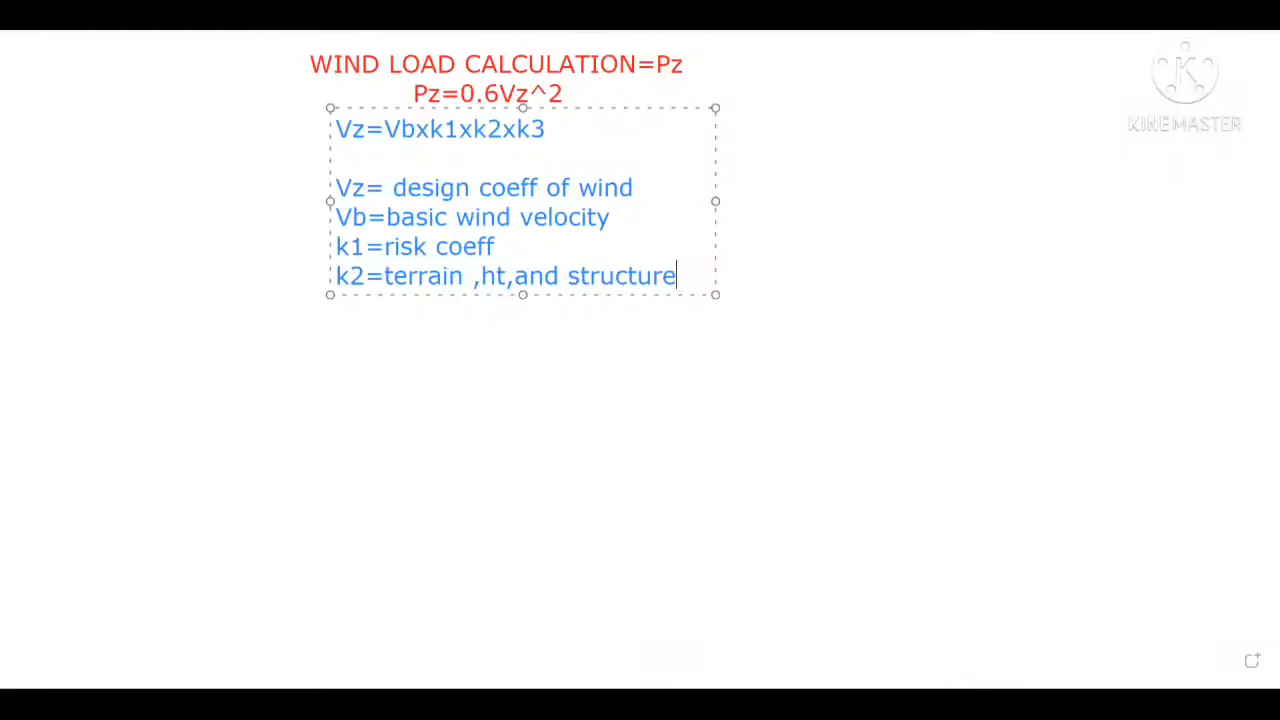 WIND LOAD CALCULATION=Pz
Pz=0.6Vz^2
Vz=Vbxk1xk2xk3
Vz= design coeff of wind
Vb=basic wind velocity
k1=risk coeff
k2=terrain ,ht,and structure
K
KINEMASTER